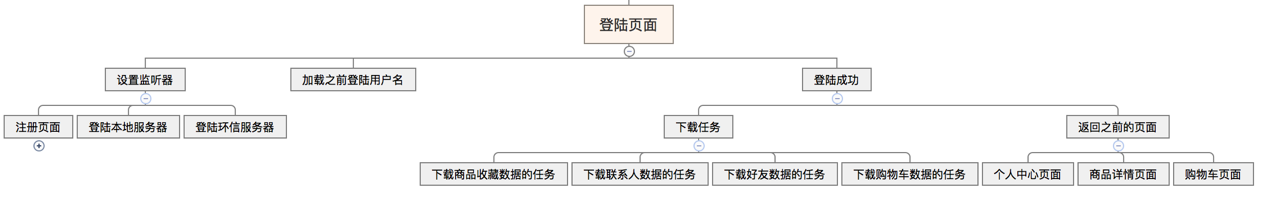 登陆页面
设置监听器
加载之前登陆用户名
登陆成功
注册页面
登陆本地服务器
登陆环信服务器
下载任务
返回之前的页面
下载商品收藏数据的任务
下载联系人数据的任务
下载好友数据的任务
下载购物车数据的任务
个人中心页面
商品详情页面
购物车页面